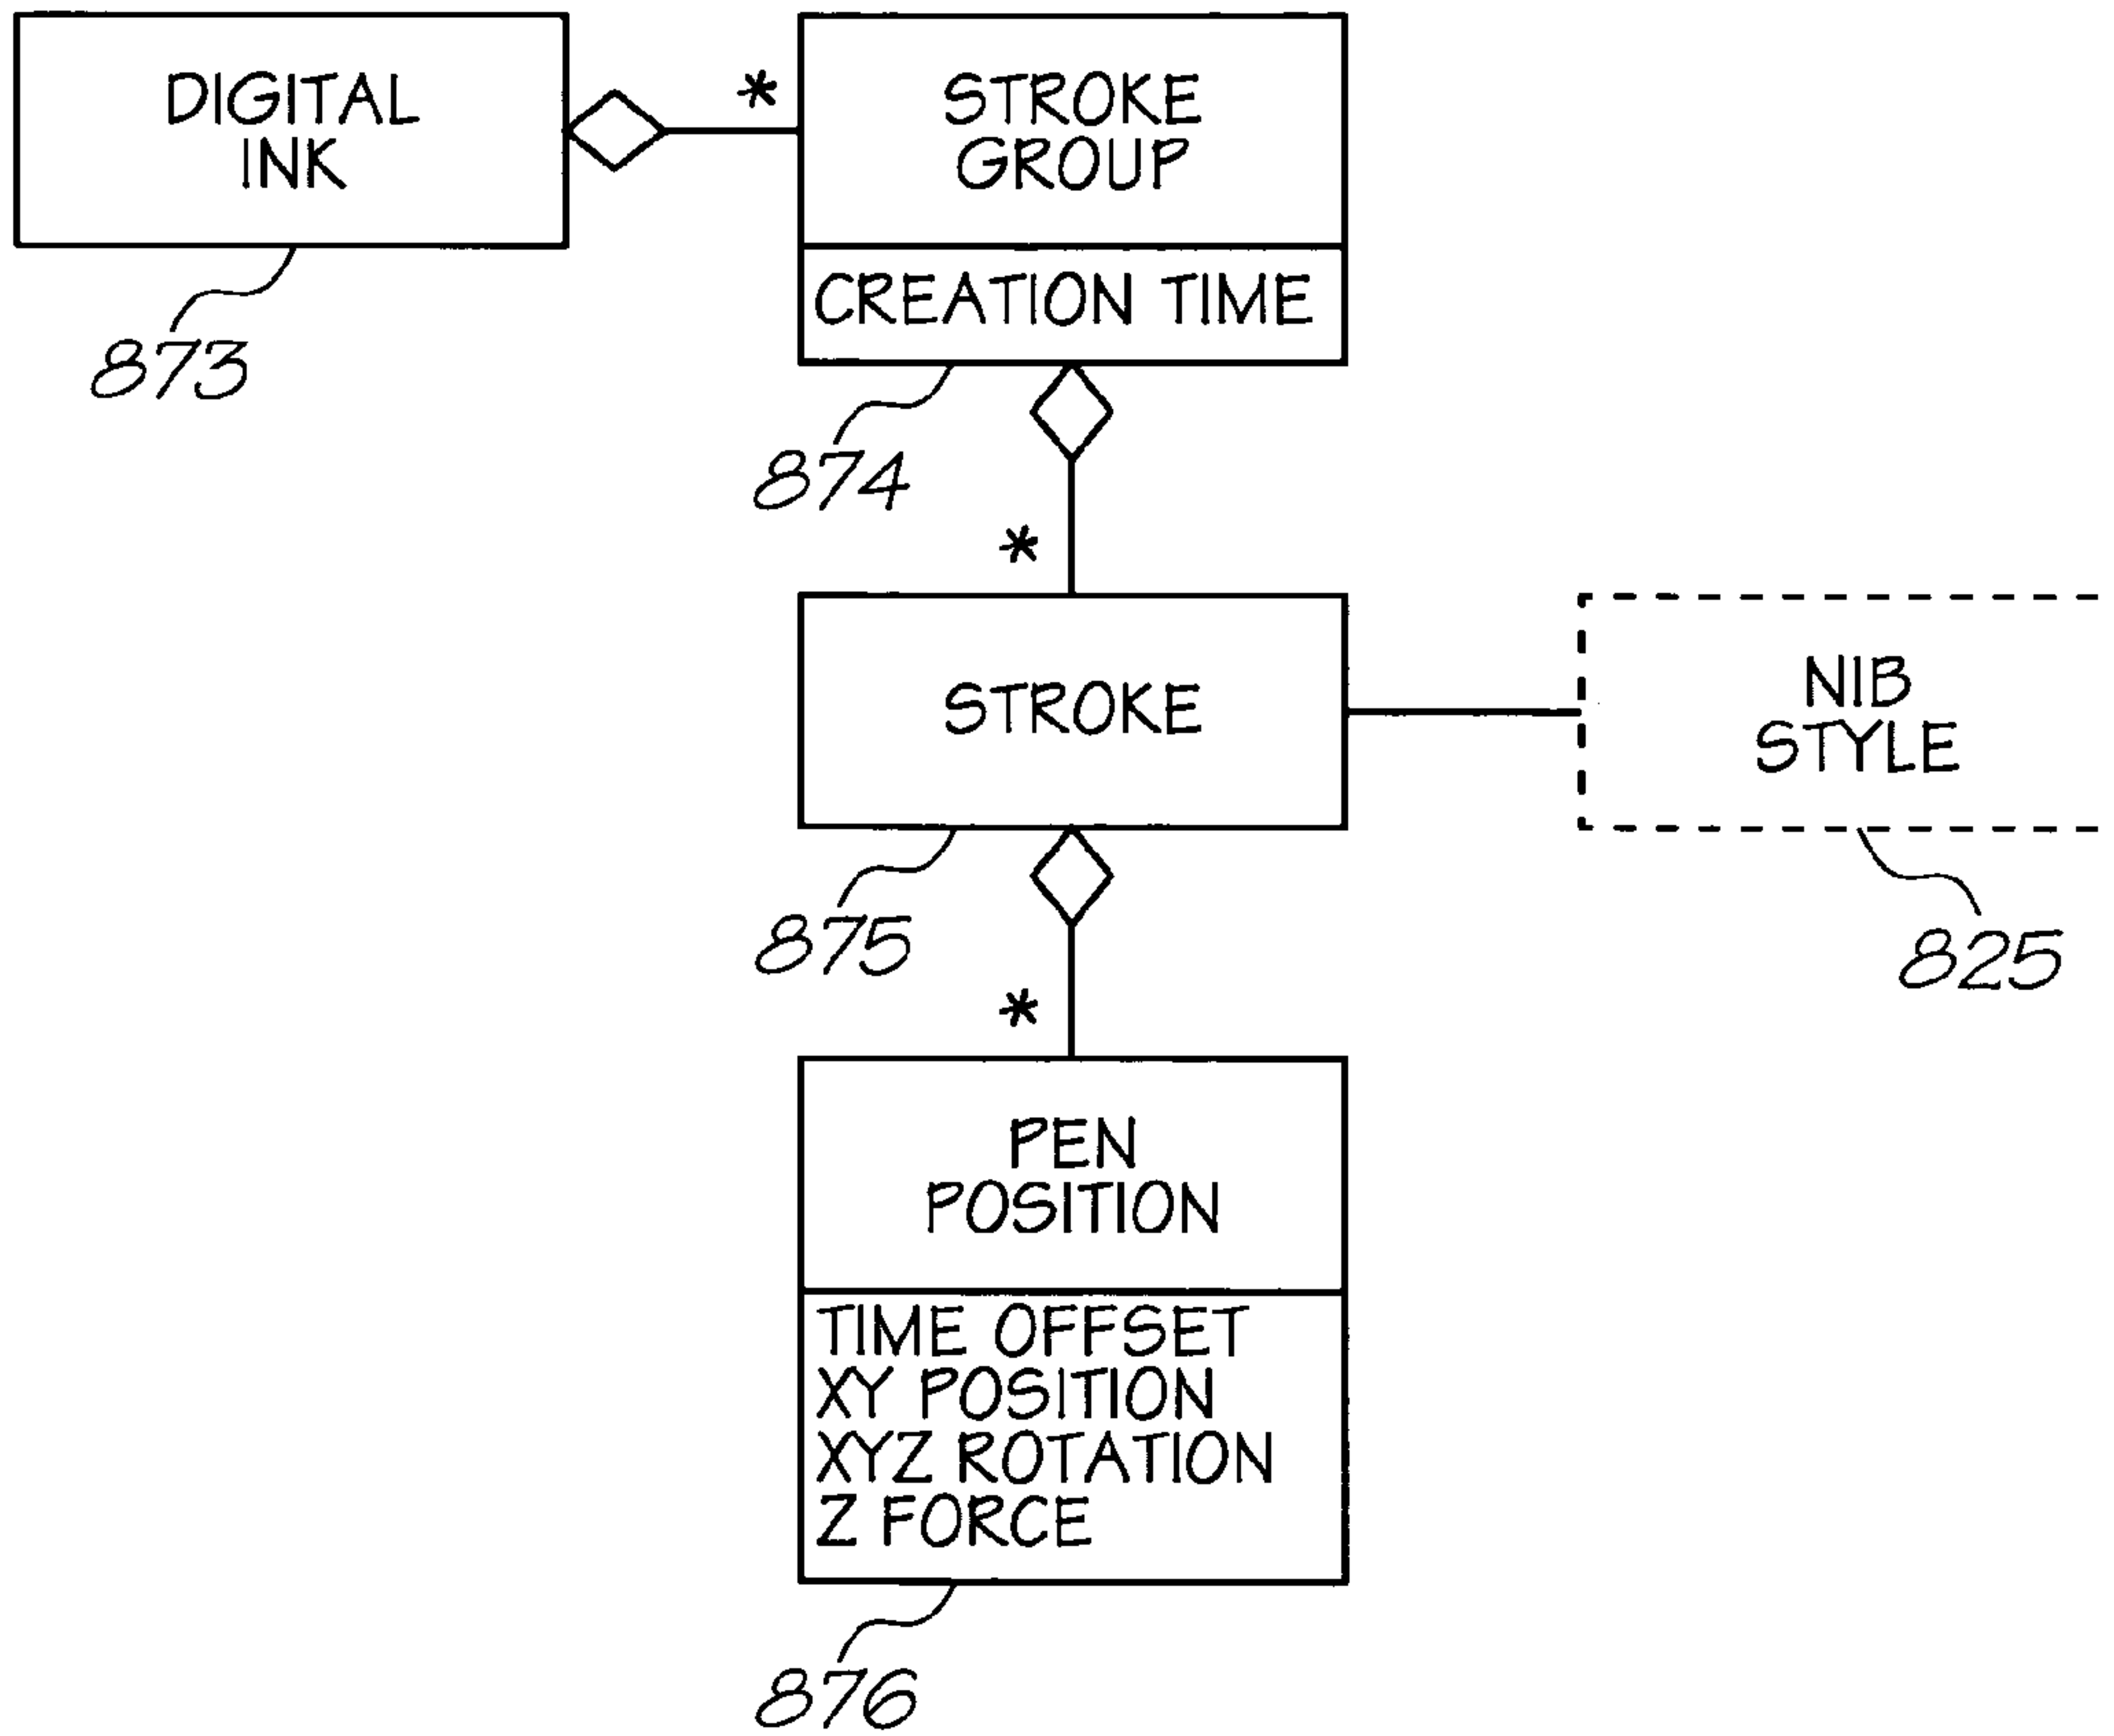 DIGITAL
INK
*
STROKE
GROUP
CREATION TIME
873
874
*
STROKE
NIB
STYLE
875
825
*
PEN
POSITION
TIME OFFSET
XY POSITION
XYZ ROTATION
Z FORCE
876